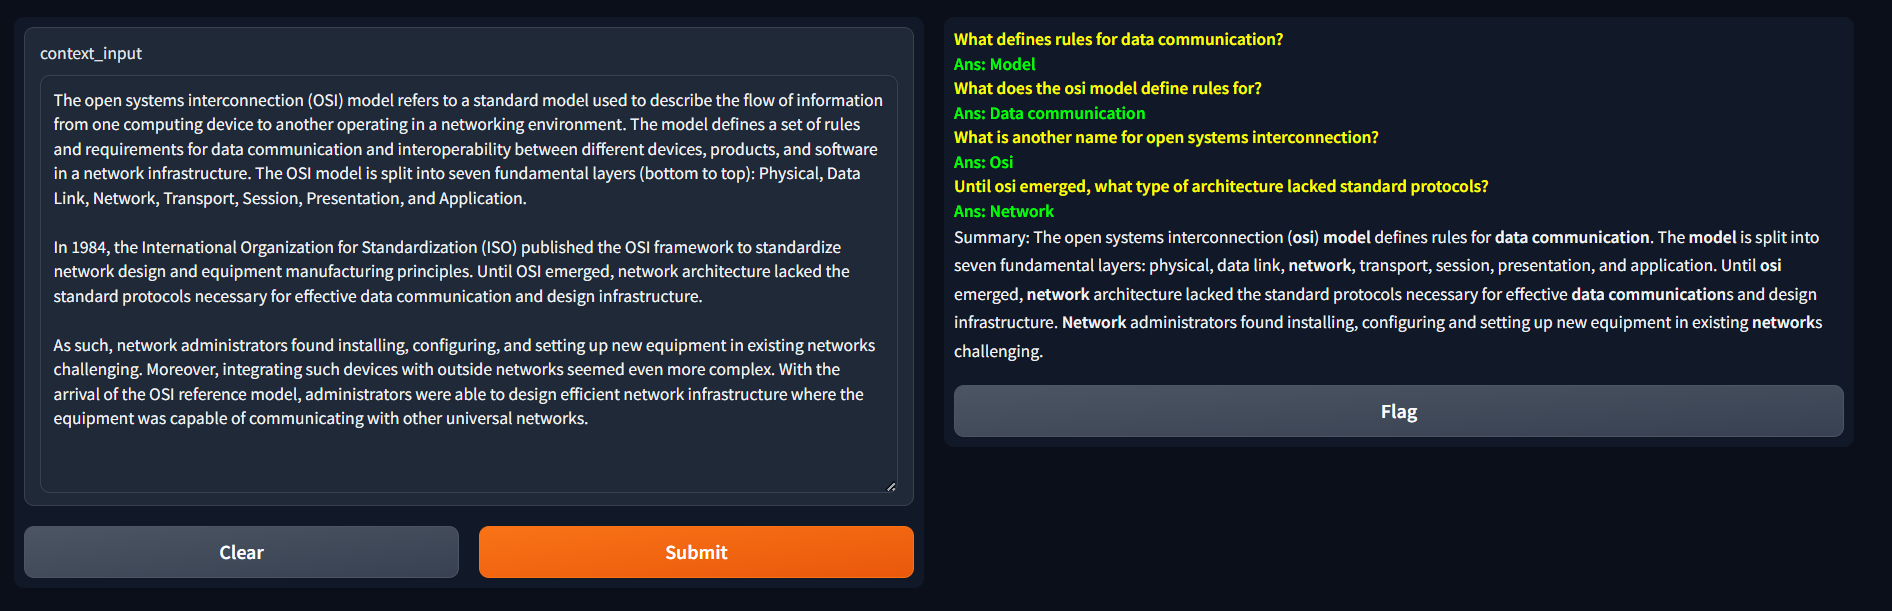 context_input
The open systems interconnection (OSI) model refers to a standard model used to describe the flow of information
from one computing device to another operating in a networking environment. The model defines a set of rules
and requirements for data communication and interoperability between different devices, products, and software
in a network infrastructure. The OSI model is split into seven fundamental layers (bottom to top): Physical, Data
Link, Network, Transport, Session, Presentation, and Application.
In 1984, the International Organization for Standardization (ISO) published the OSI framework to standardize
network design and equipment manufacturing principles. Until OSI emerged, network architecture lacked the
standard protocols necessary for effective data communication and design infrastructure.
As such, network administrators found installing, configuring, and setting up new equipment in existing networks
challenging. Moreover, integrating such devices with outside networks seemed even more complex. With the
arrival of the OSI reference model, administrators were able to design efficient network infrastructure where the
equipment was capable of communicating with other universal networks.
Clear
Submit
What defines rules for data communication?
Ans: Model
What does the osi model define rules for?
Ans: Data communication
What is another name for open systems interconnection?
Ans: Osi
Until osi emerged, what type of architecture lacked standard protocols?
Ans: Network
Summary: The open systems interconnection (osi) model defines rules for data communication. The model is split into
seven fundamental layers: physical, data link, network, transport, session, presentation, and application. Until osi
emerged, network architecture lacked the standard protocols necessary for effective data communications and design
infrastructure. Network administrators found installing, configuring and setting up new equipment in existing networks
challenging.
Flag